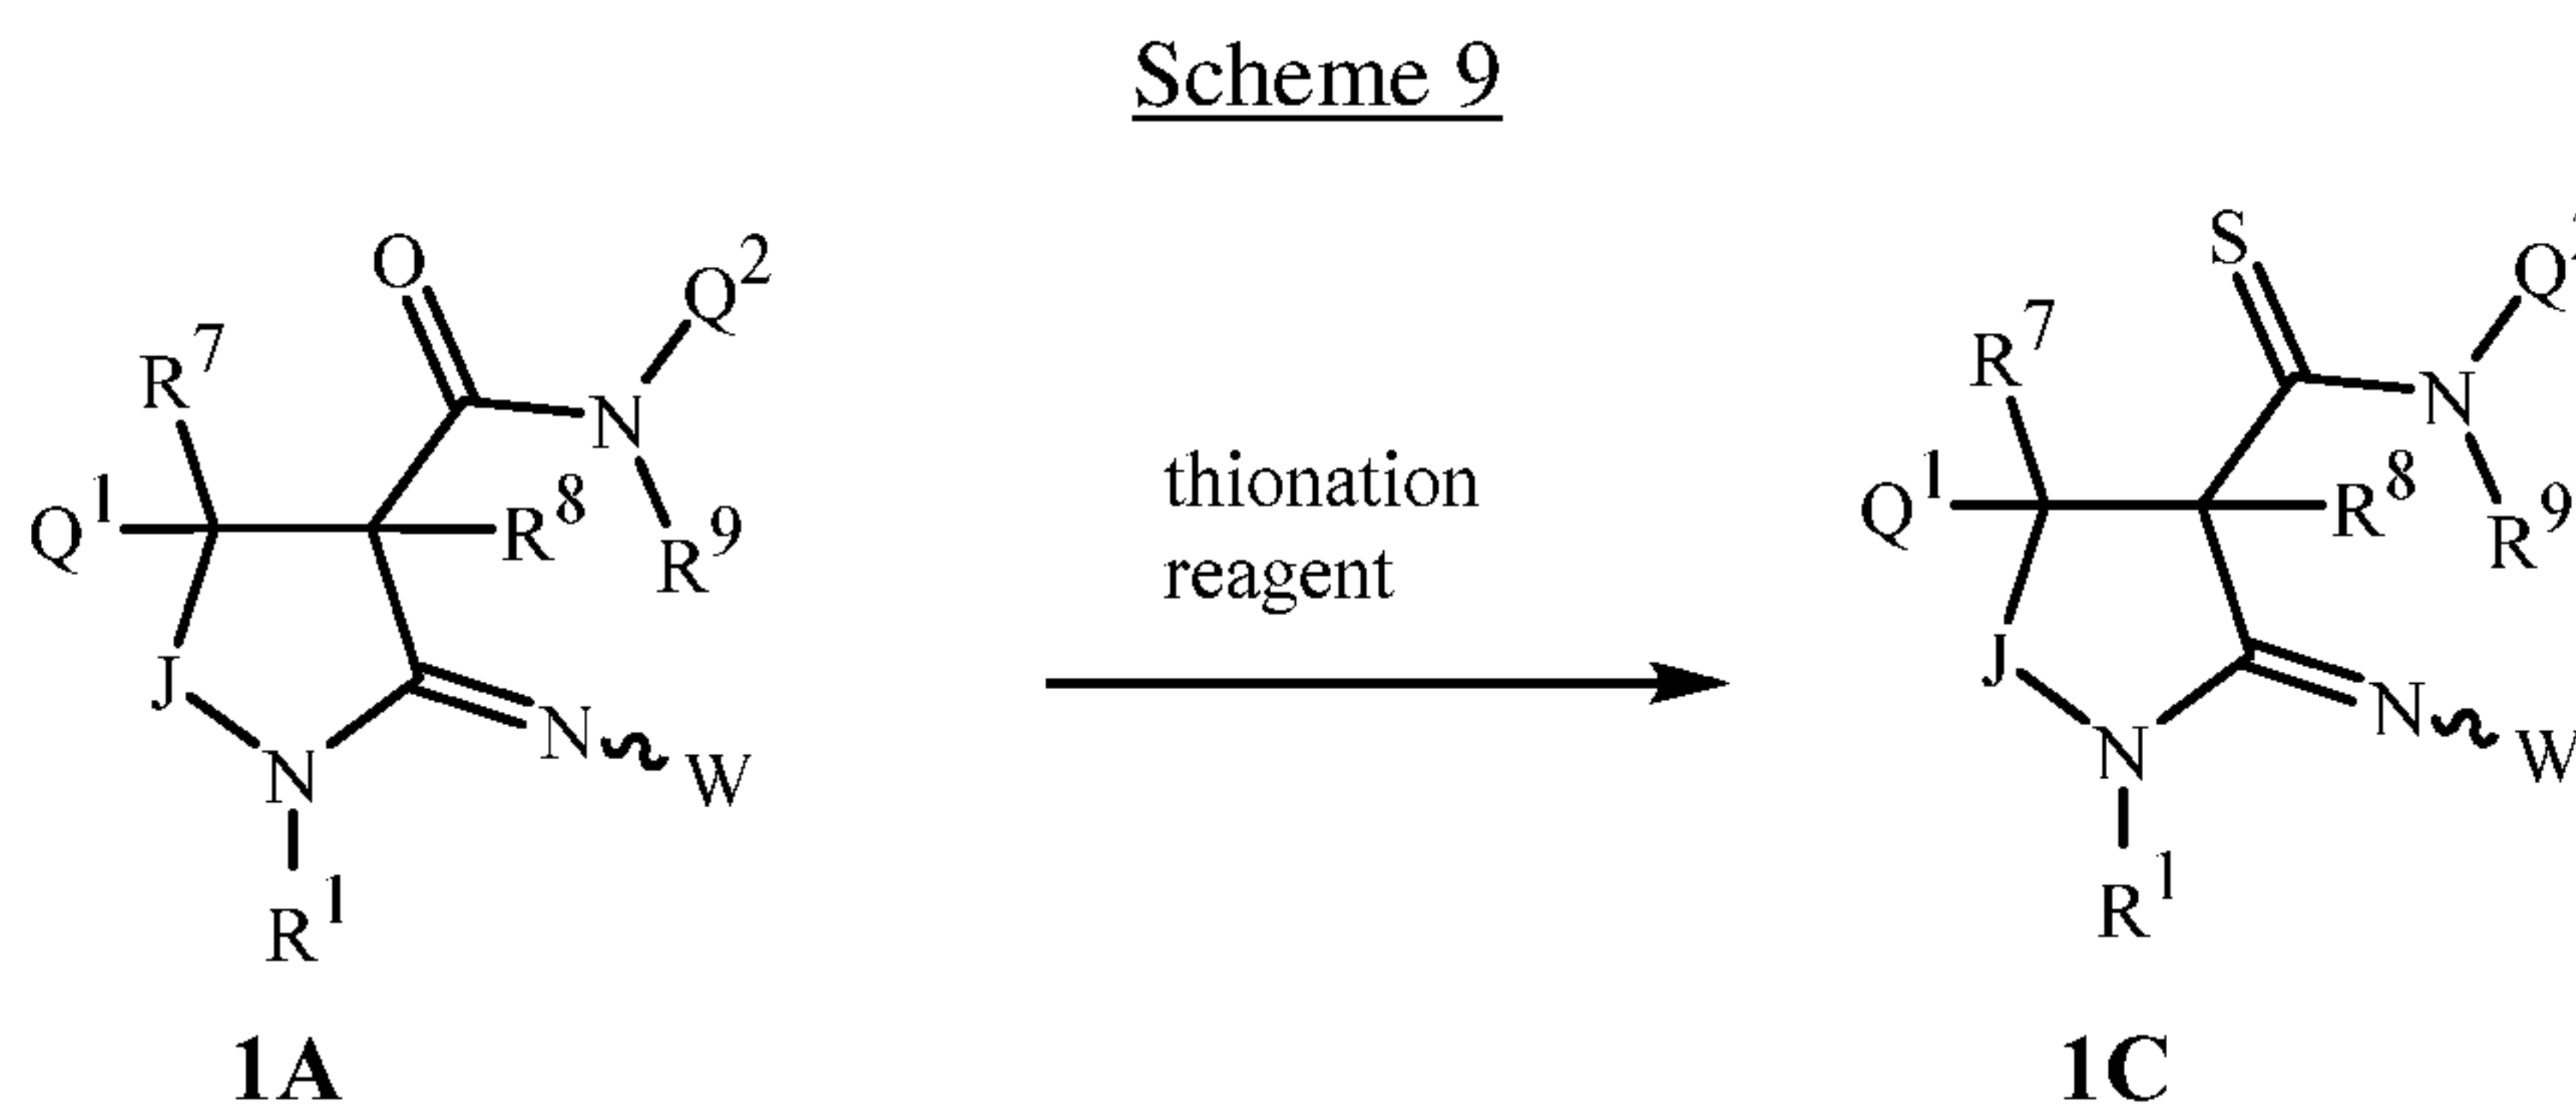 Scheme 9
O
Q2
R7
N
Q1
R8
R9
J
N
N
W
R1
1A
thionation
reagent
S
Q
R7
N
Q1
R8
R9
J
N
N
W
R1
1C